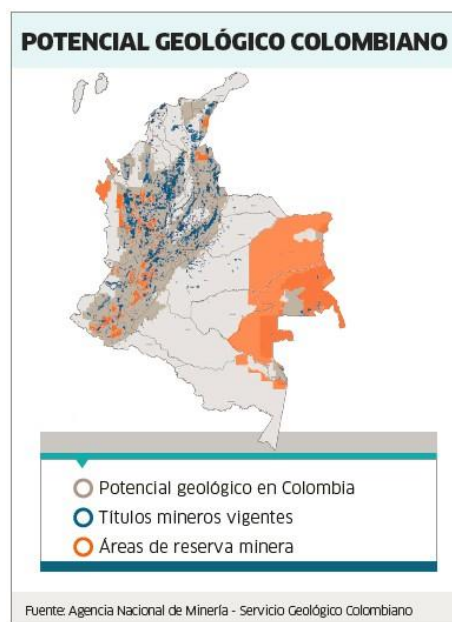 POTENCIAL GEOLÓGICO COLOMBIANO
Potencial geológico en Colombia
Títulos mineros vigentes
Áreas de reserva minera
Fuente: Agencia Nacional de Minería - Servicio Geológico Colombiano